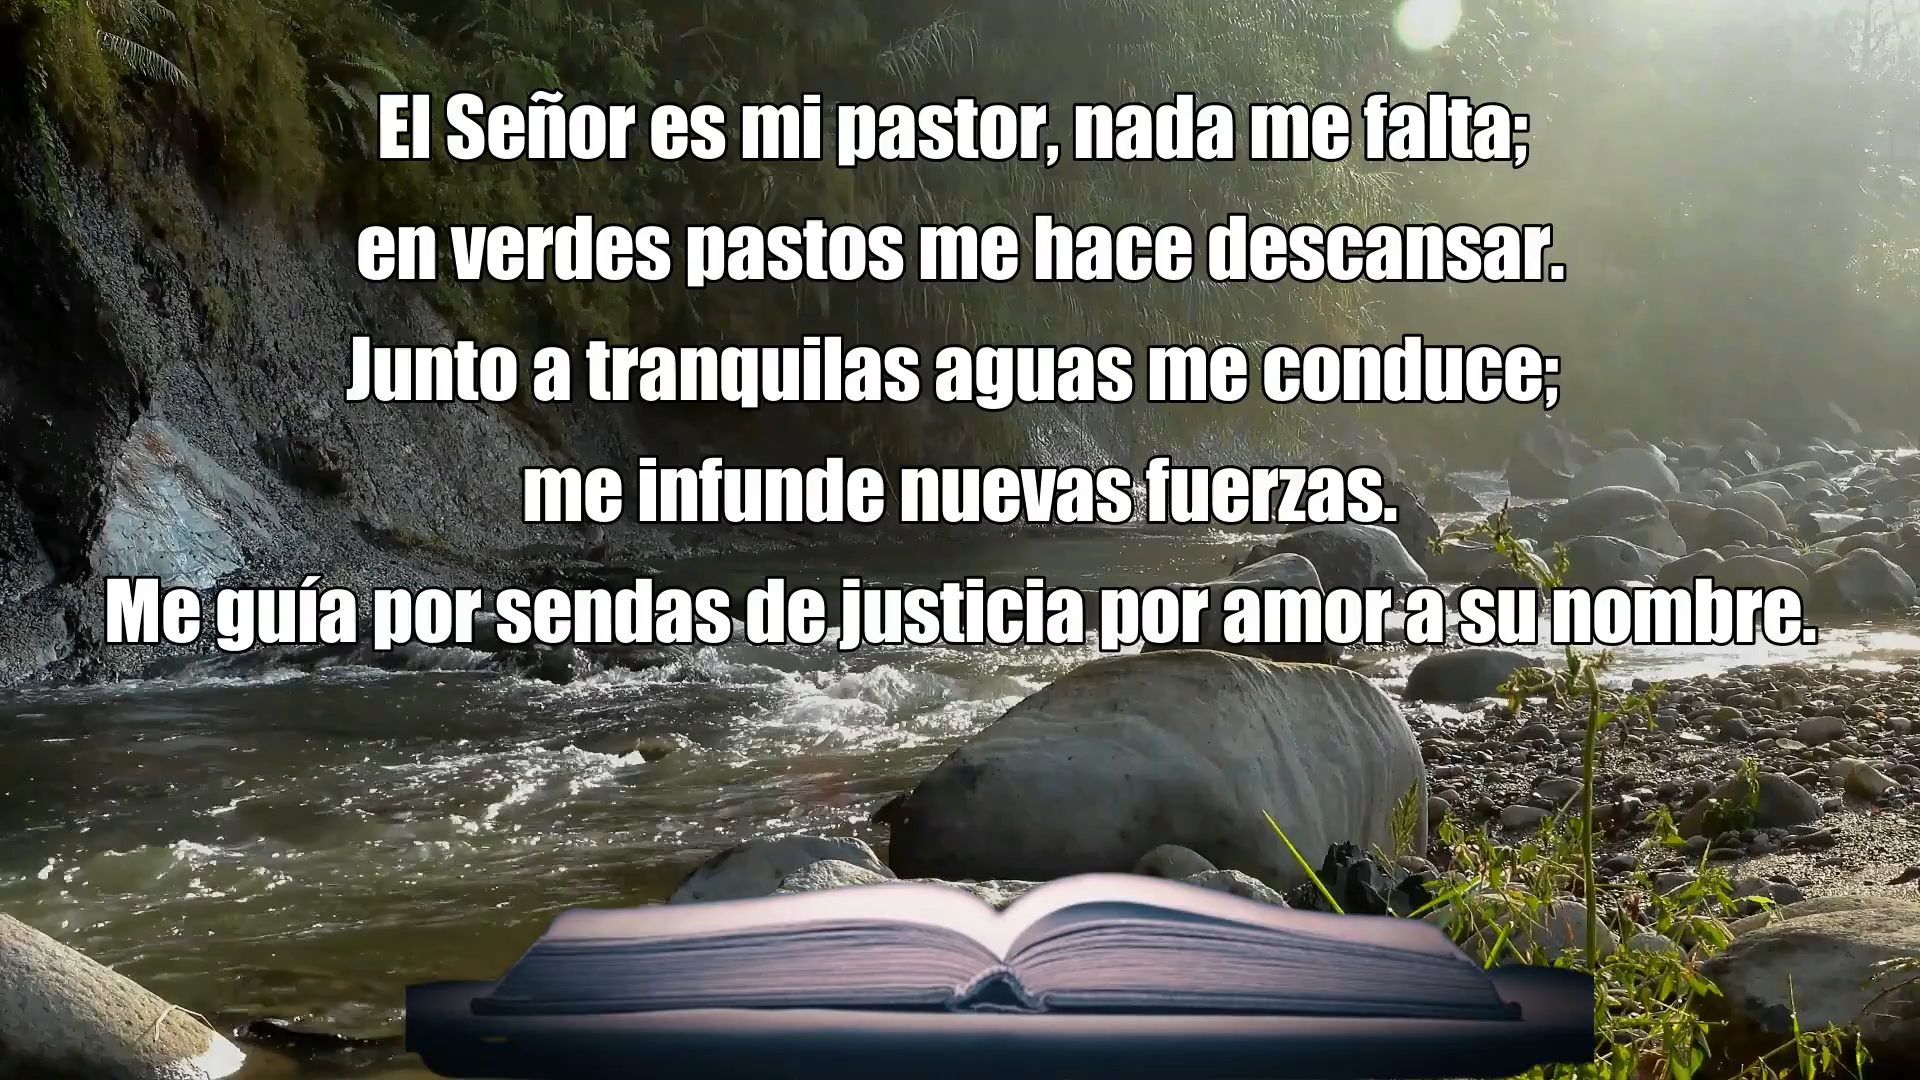 El Señor es mi pastor, nada me falta;
en verdes pastos me hace descansar.
Junto a tranquilas aguas me conduce;
me infunde nuevas fuerzas.
Me guía por sendas de justicia por amor a su nombre.